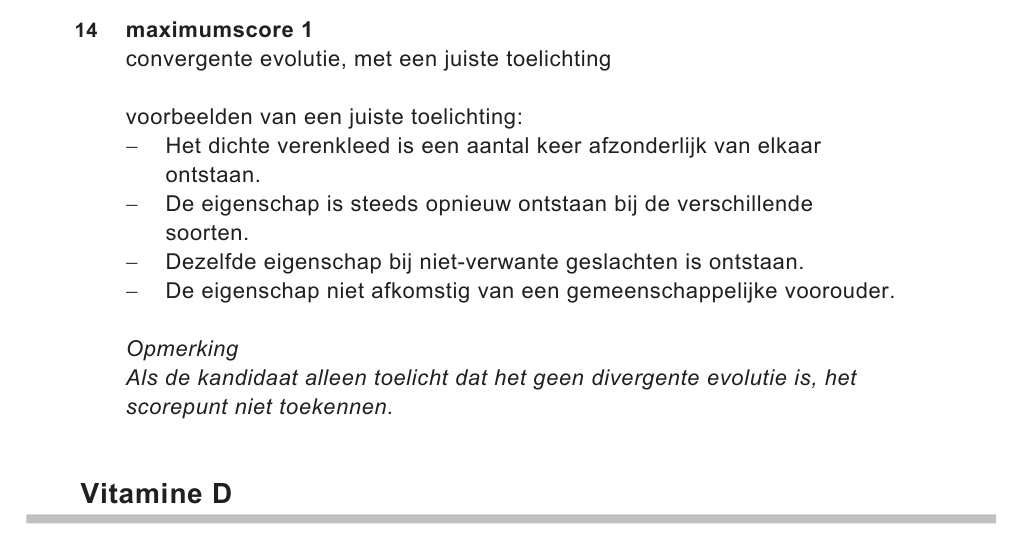 14 maximumscore 1
convergente evolutie, met een juiste toelichting
voorbeelden van een juiste toelichting:
– Het dichte verenkleed is een aantal keer afzonderlijk van elkaar
ontstaan.
– De eigenschap is steeds opnieuw ontstaan bij de verschillende
soorten.
– Dezelfde eigenschap bij niet-verwante geslachten is ontstaan.
– De eigenschap niet afkomstig van een gemeenschappelijke voorouder.
Opmerking
Als de kandidaat alleen toelicht dat het geen divergente evolutie is, het
scorepunt niet toekennen.
Vitamine D